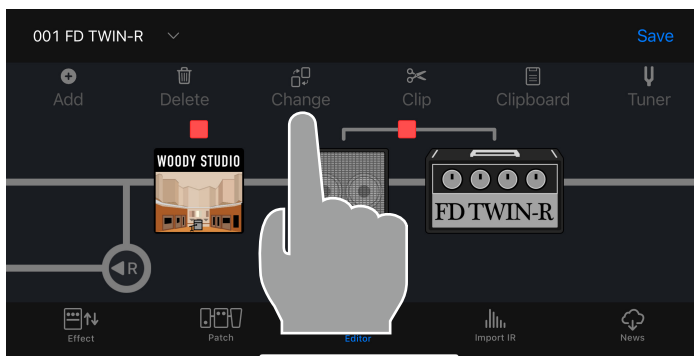 001 FD TWIN-R
Save
Add
Delete
Change
Clip
Clipboard
Tuner
WOODY STUDIO
FD TWIN-R
R
Effect
Patch
Editor
Import IR
News